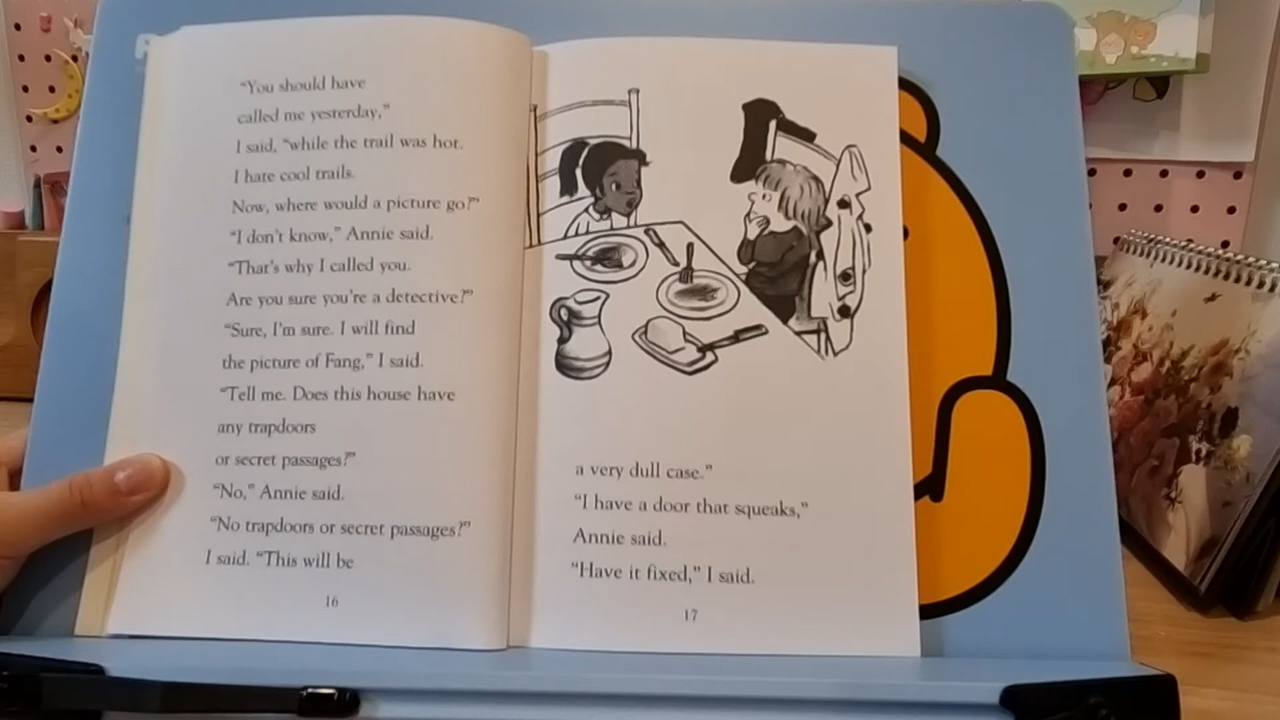 "You should have
called me yesterday,"
I said, "while the trail was hot.
I hate cool trails.
Now, where would a picture go?"
"I don't know," Annie said.
"That's why I called you.
Are you sure you're a detective?"
"Sure, I'm sure. I will find
the picture of Fang," I said.
"Tell me. Does this house have
any trapdoors
or secret passages?"
"No," Annie said.
"No trapdoors or secret passages?"
I said. "This will be
16
a very dull case."
"I have a door that squeaks,"
Annie said.
"Have it fixed," I said.
17